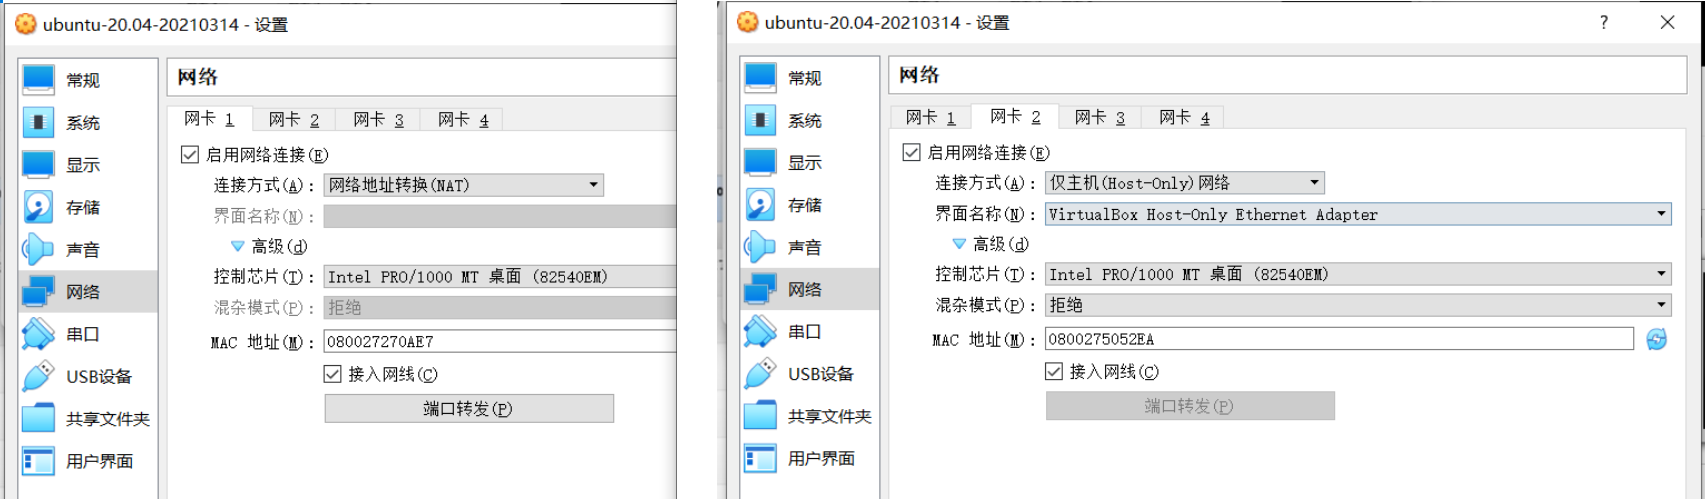 ubuntu-20.04-20210314 - 设置
常规
系统
显示
存储
声音
网络
串口
USB设备
共享文件夹
用户界面
网络
网卡 1 网卡 2 网卡 3 网卡 4
启用网络连接(E)
连接方式(A)： 网络地址转换(NAT)
界面名称(N)：
高级(d)
控制芯片(T)： Intel PRO/1000 MT 桌面 (82540EM)
混杂模式(P)： 拒绝
MAC 地址(M)： 080027270AE7
接入网线(C)
端口转发(P)
ubuntu-20.04-20210314 - 设置 ?
常规
系统
显示
存储
声音
网络
串口
USB设备
共享文件夹
用户界面
网络
网卡 1 网卡 2 网卡 3 网卡 4
启用网络连接(E)
连接方式(A)： 仅主机(Host-Only)网络
界面名称(N)： VirtualBox Host-Only Ethernet Adapter
高级(d)
控制芯片(T)： Intel PRO/1000 MT 桌面 (82540EM)
混杂模式(P)： 拒绝
MAC 地址(M)： 0800275052EA
接入网线(C)
端口转发(P)